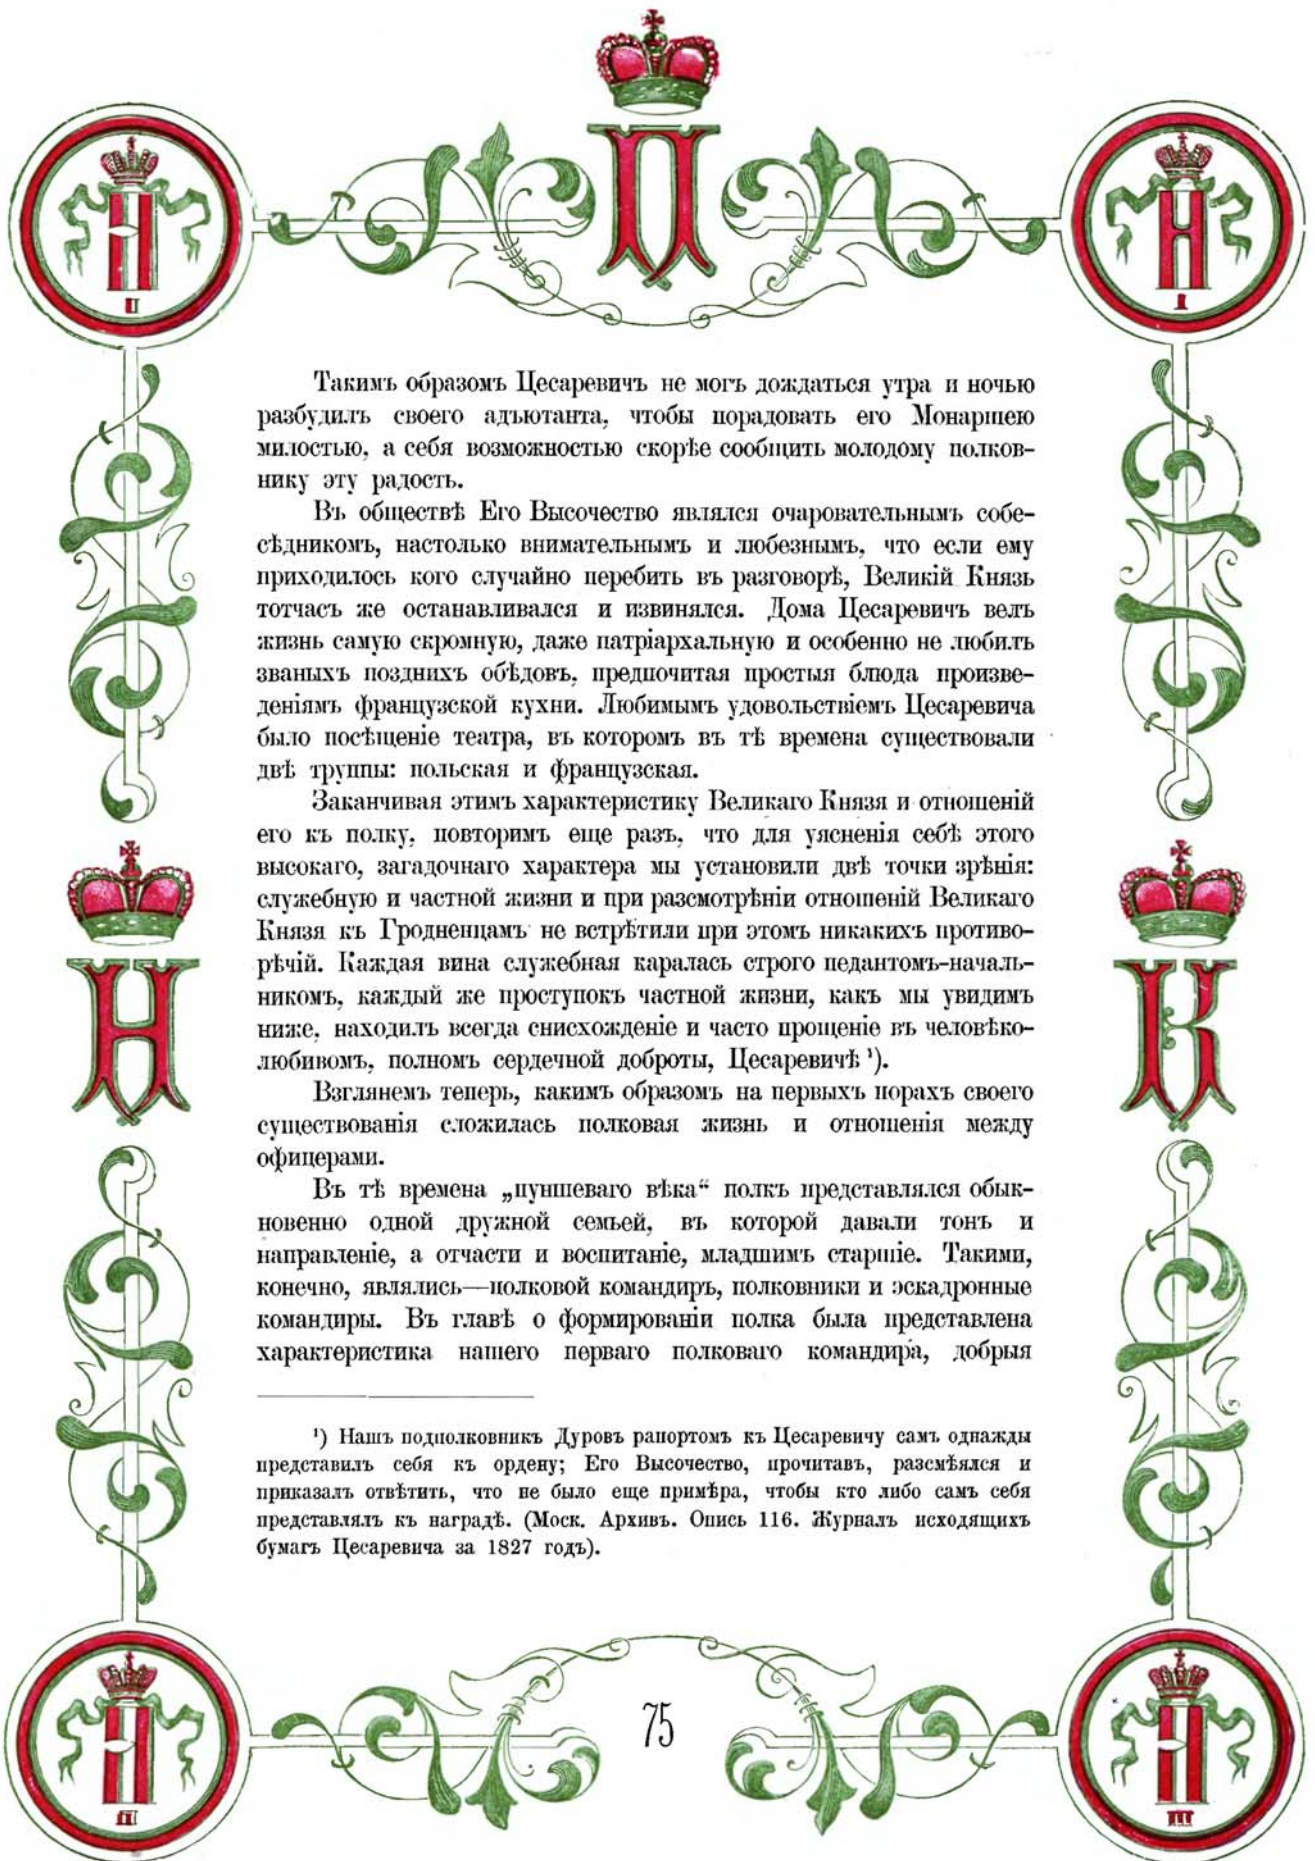 П
II
I
Такимъ образомъ Цесаревичъ не могъ дождаться утра и ночью
разбудилъ своего адъютанта, чтобы порадовать его Монаршею
милостью, а себя возможностью скорѣе сообщить молодому полков-
нику эту радость.
Въ обществѣ Его Высочество являлся очаровательнымъ собе-
сѣдникомъ, настолько внимательнымъ и любезнымъ, что если ему
приходилось кого случайно перебить въ разговорѣ, Великій Князь
тотчасъ же останавливался и извинялся. Дома Цесаревичъ велъ
жизнь самую скромную, даже патріархальную и особенно не любилъ
званыхъ позднихъ обѣдовъ, предпочитая простыя блюда произве-
деніямъ французской кухни. Любимымъ удовольствіемъ Цесаревича
было посѣщеніе театра, въ которомъ въ тѣ времена существовали
двѣ труппы: польская и французская.
Заканчивая этимъ характеристику Великаго Князя и отношеній
его къ полку, повторимъ еще разъ, что для уясненія себѣ этого
высокаго, загадочнаго характера мы установили двѣ точки зрѣнія:
служебную и частной жизни и при разсмотрѣніи отношеній Великаго
Князя къ Гродненцамъ не встрѣтили при этомъ никакихъ противо-
рѣчій. Каждая вина служебная каралась строго педантомъ-началь-
никомъ, каждый же проступокъ частной жизни, какъ мы увидимъ
ниже, находилъ всегда снисхожденіе и часто прощеніе въ человѣко-
любивомъ, полномъ сердечной доброты, Цесаревичѣ ¹).
Взглянемъ теперь, какимъ образомъ на первыхъ порахъ своего
существованія сложилась полковая жизнь и отношенія между
офицерами.
Въ тѣ времена „пуншеваго вѣка“ полкъ представлялся обык-
новенно одной дружной семьей, въ которой давали тонъ и
направленіе, а отчасти и воспитаніе, младшимъ старшіе. Такими,
конечно, являлись—полковой командиръ, полковники и эскадронные
командиры. Въ главѣ о формированіи полка была представлена
характеристика нашего перваго полковаго командира, добрыя
Н
К
¹) Нашъ подполковникъ Дуровъ рапортомъ къ Цесаревичу самъ однажды
представилъ себя къ ордену; Его Высочество, прочитавъ, разсмѣялся и
приказалъ отвѣтить, что не было еще примѣра, чтобы кто либо самъ себя
представлялъ къ наградѣ. (Моск. Архивъ. Опись 116. Журналъ исходящихъ
бумагъ Цесаревича за 1827 годъ).
75
III